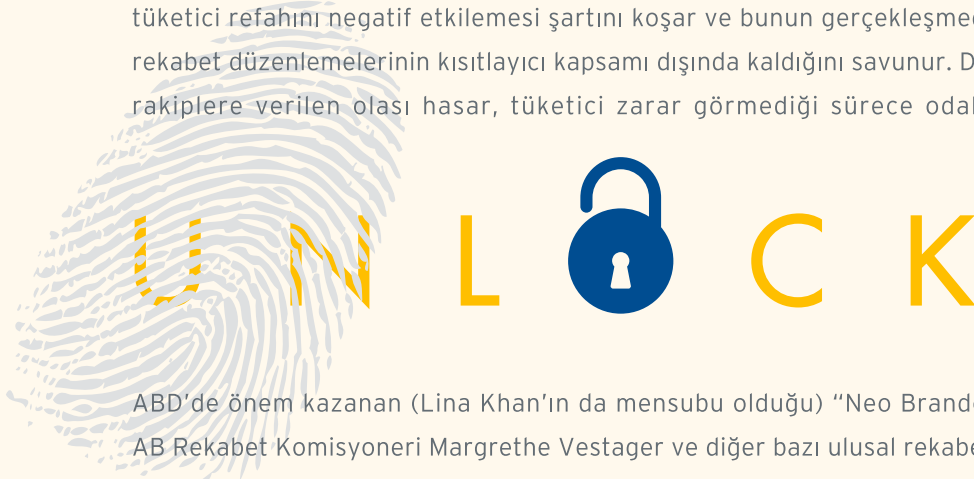 tüketici refahını negatif etkilemesi şartını koşar ve bunun gerçekleşmed
rekabet düzenlemelerinin kısıtlayıcı kapsamı dışında kaldığını savunur. D
rakiplere verilen olası hasar, tüketici zarar görmediği sürece odak
UNLOCK
ABD’de önem kazanan (Lina Khan’ın da mensubu olduğu) “Neo Brande
AB Rekabet Komisyoneri Margrethe Vestager ve diğer bazı ulusal rekabe